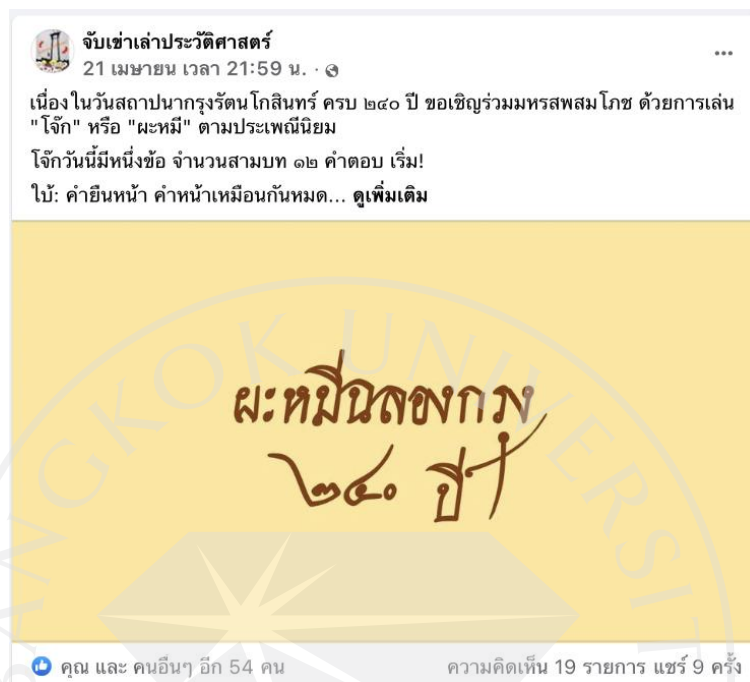 จับเข่าเล่าประวัติศาสตร์
21 เมษายน เวลา 21:59 น.
เนื่องในวันสถาปนากรุงรัตนโกสินทร์ ครบ ๒๔๐ ปี ขอเชิญร่วมมหรสพสมโภช ด้วยการเล่น
"โจ๊ก" หรือ "ผะหมี" ตามประเพณีนิยม
โจ๊กวันนี้มีหนึ่งข้อ จำนวนสามบท ๑๒ คำตอบ เริ่ม!
ใบ้: คำยืนหน้า คำหน้าเหมือนกันหมด... ดูเพิ่มเติม
ผะหมีฉลองกรุง
๒๔๐ ปี
คุณ และ คนอื่นๆ อีก 54 คน ความคิดเห็น 19 รายการ แชร์ 9 ครั้ง